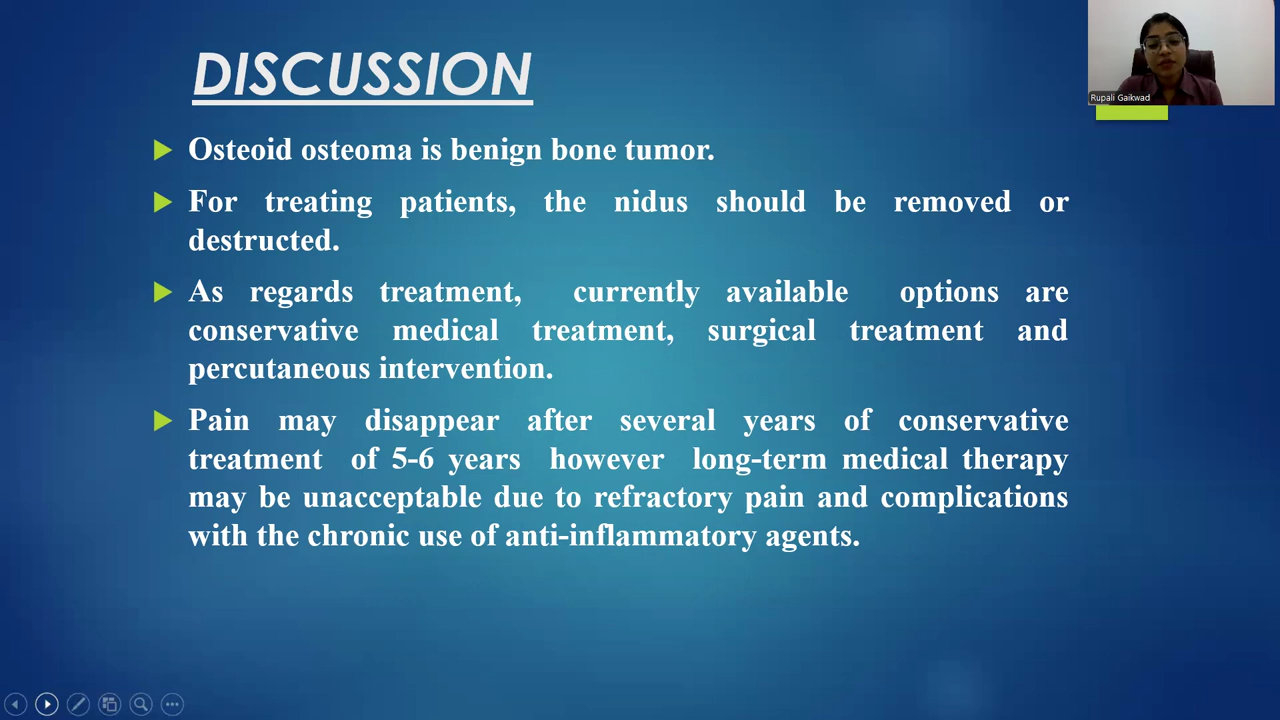 DISCUSSION
Rupali Gaikwad
Osteoid osteoma is benign bone tumor.
For treating patients, the nidus should be removed or
destructed.
As regards treatment, currently available options are
conservative medical treatment, surgical treatment and
percutaneous intervention.
Pain may disappear after several years of conservative
treatment of 5-6 years however long-term medical therapy
may be unacceptable due to refractory pain and complications
with the chronic use of anti-inflammatory agents.